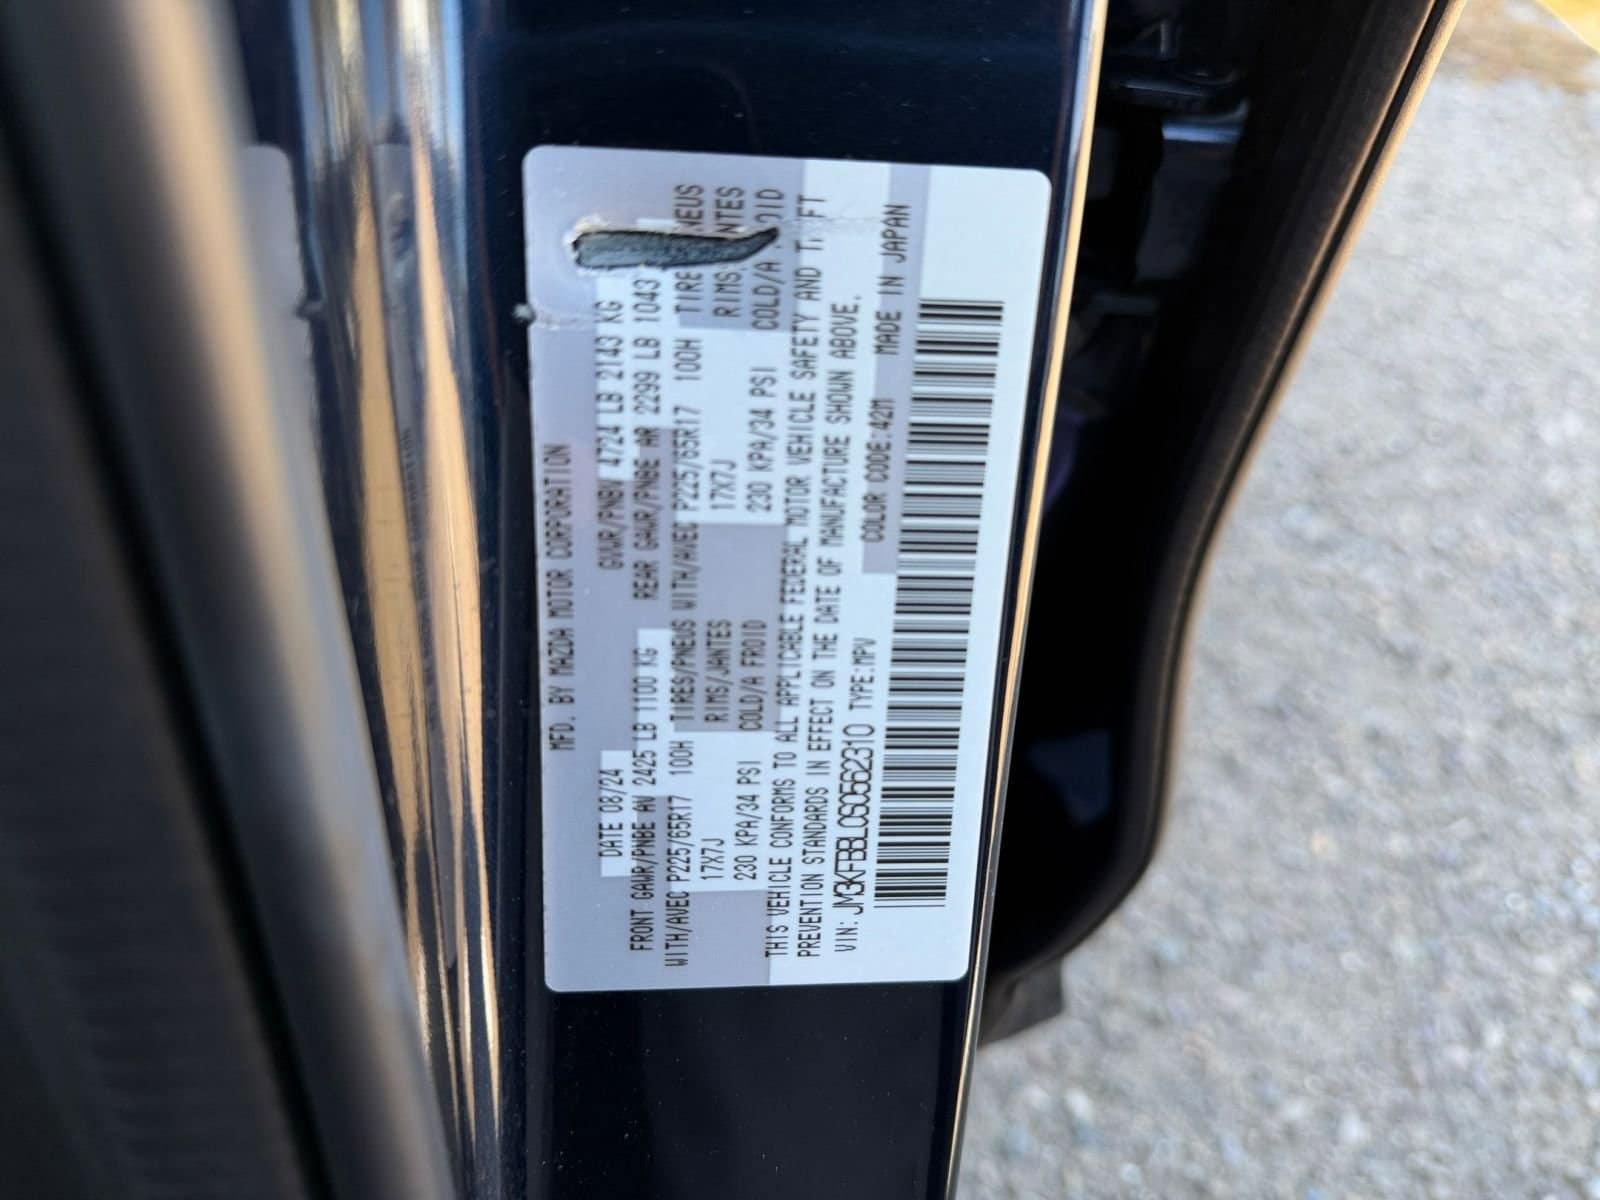 MFD. BY MAZDA MOTOR CORPORATION
DATE 08/24 GVWR/PNBV 4724 LB 2143 KG
FRONT GAWR/PNBE AV 2425 LB 1100 KG REAR GAWR/PNBE AR 2299 LB 1043
WITH/AVEC P225/65R17 100H TIRES/PNEUS WITH/AVEC P225/65R17 100H
17X7J RIMS/JANTES 17X7J
230 KPA/34 PSI COLD/A FROID 230 KPA/34 PSI COLD/A
THIS VEHICLE CONFORMS TO ALL APPLICABLE FEDERAL MOTOR VEHICLE SAFETY AND
PREVENTION STANDARDS IN EFFECT ON THE DATE OF MANUFACTURE SHOWN ABOVE.
VIN: JM3KFBBL0S0562310 TYPE:MPV COLOR CODE:42M MADE IN JAPAN